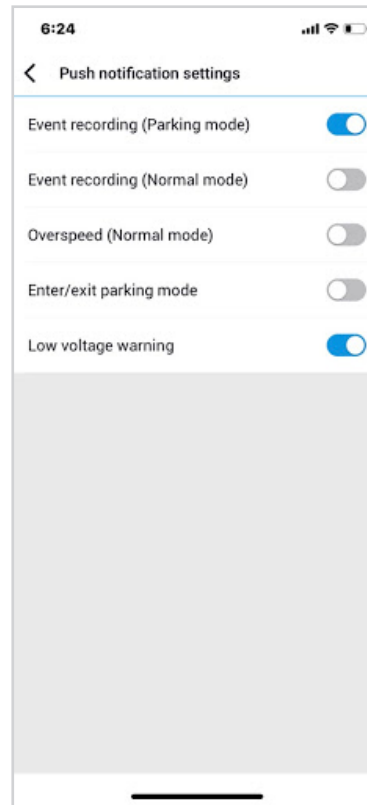 6:24
Push notification settings
Event recording (Parking mode)
Event recording (Normal mode)
Overspeed (Normal mode)
Enter/exit parking mode
Low voltage warning